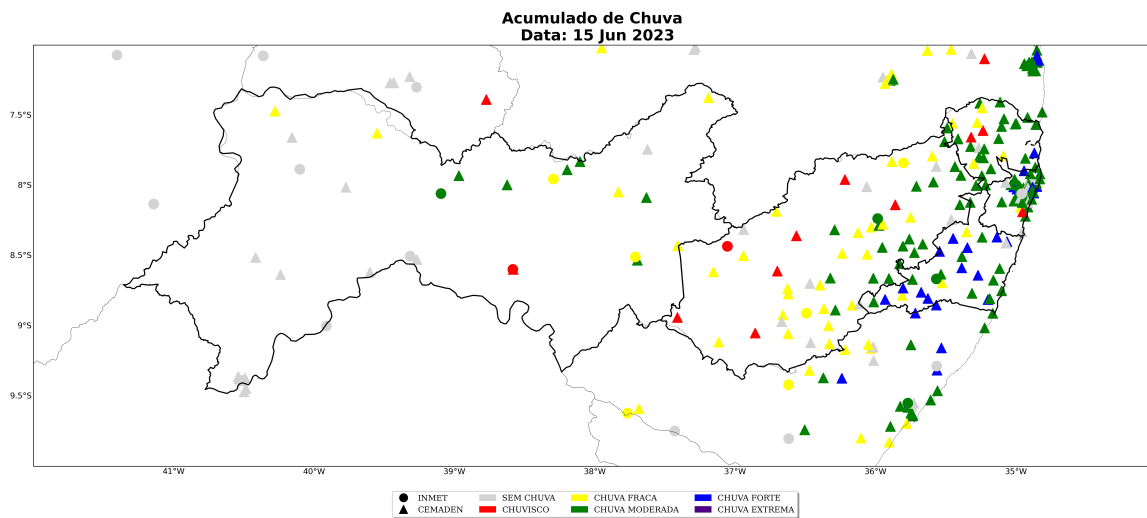 Acumulado de Chuva
Data: 15 Jun 2023
7.5°S
8°S
8.5°S
9°S
9.5°S
41°W 40°W 39°W 38°W 37°W 36°W 35°W
INMET SEM CHUVA CHUVA FRACA CHUVA FORTE
CEMADEN CHUVISCO CHUVA MODERADA CHUVA EXTREMA